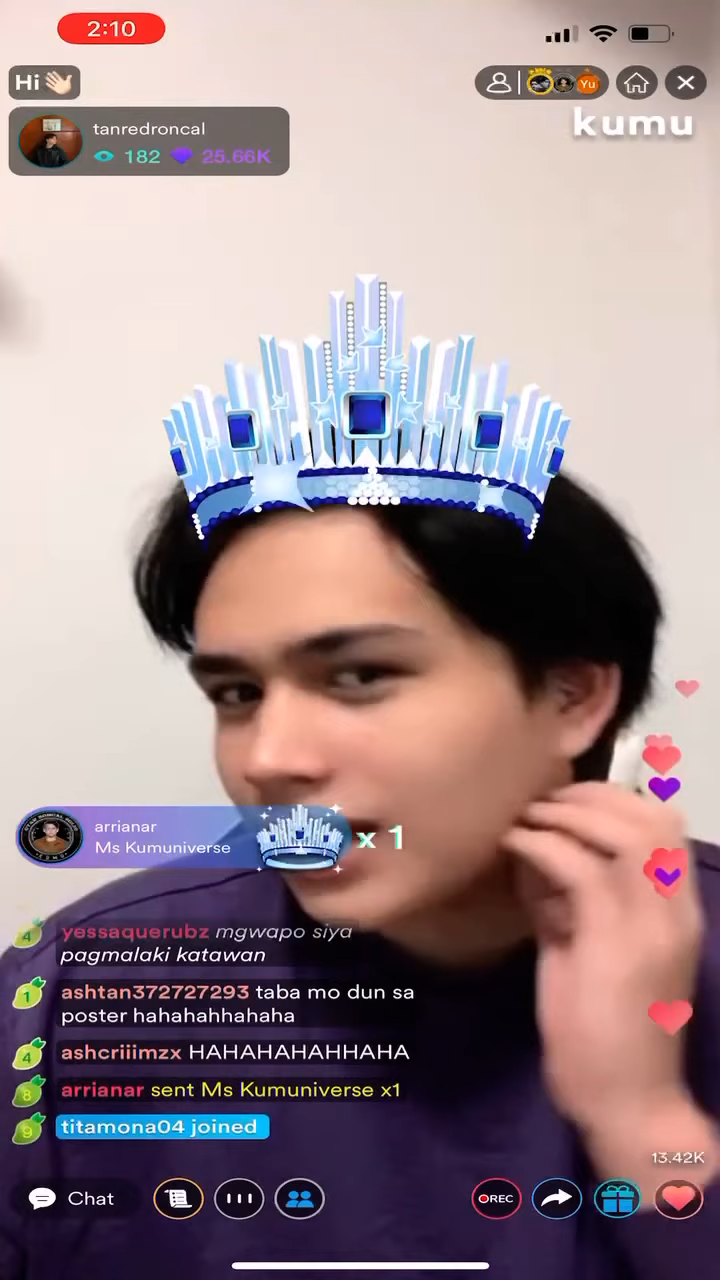 2:10
Hi
Yu
tanredroncal
182 25.66K
kumu
arrianar
Ms Kumuniverse
x 1
4 yessaquerubz mgwapo siya
pagmalaki katawan
1 ashtan372727293 taba mo dun sa
poster hahahahhahaha
4 ashcriiimzx HAHAHAHAHHAHA
8 arrianar sent Ms Kumuniverse x1
9 titamona04 joined
13.42K
Chat
REC